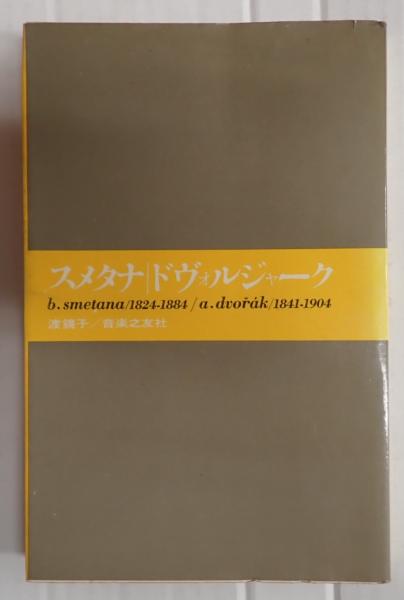 スメタナ|ドヴォルジャーク
b.smetana/1824-1884/a.dvořák/1841-1904
渡鏡子/音楽之友社